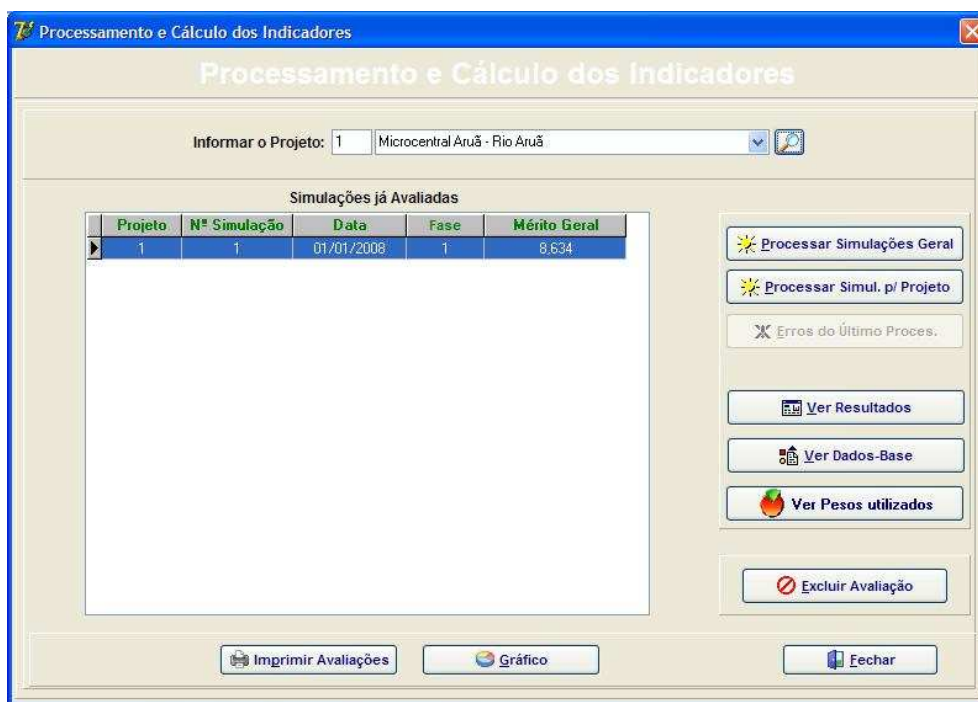 Processamento e Cálculo dos Indicadores
Processamento e Cálculo dos Indicadores
Informar o Projeto: 1 Microcentral Aruã - Rio Aruã
Simulações já Avaliadas
Projeto Nº Simulação Data Fase Mérito Geral
1 1 01/01/2008 1 8,634
Processar Simulações Geral
Processar Simul. p/ Projeto
Erros do Último Proces.
Ver Resultados
Ver Dados-Base
Ver Pesos utilizados
Excluir Avaliação
Imprimir Avaliações Gráfico Fechar